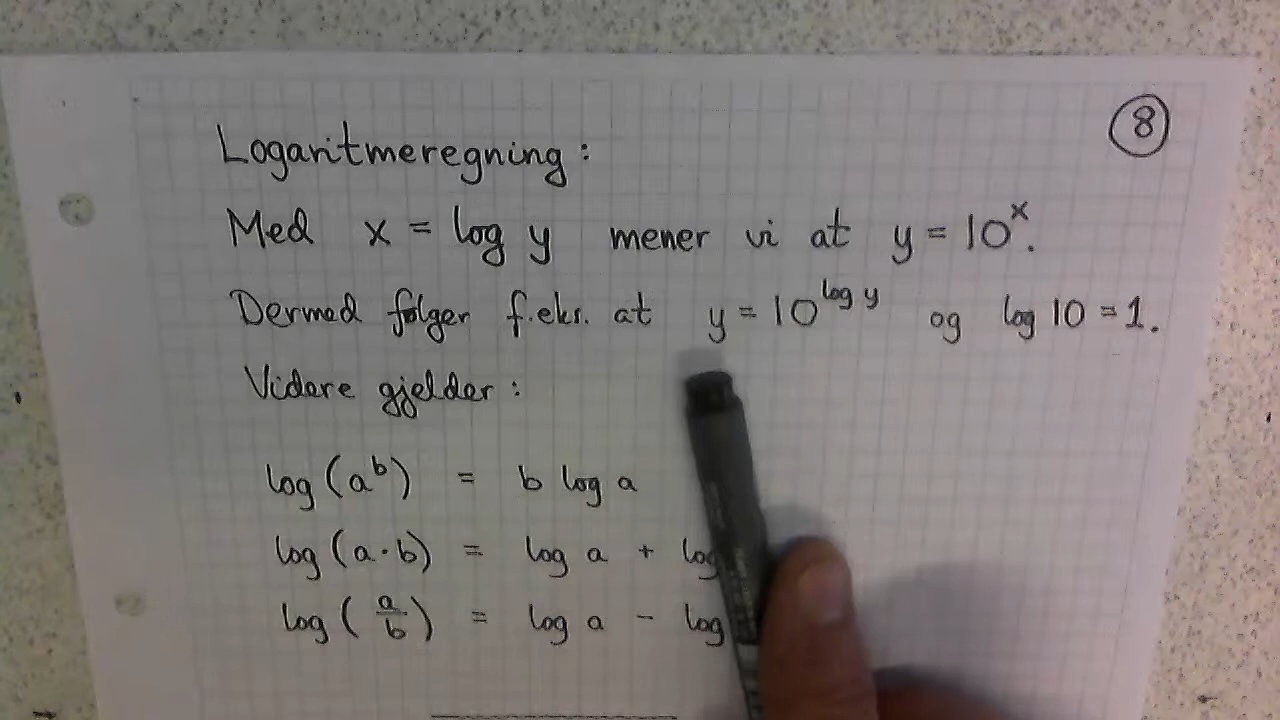 8
Logaritmeregning:
Med x = log y mener vi at y = 10^x.
Dermed følger f.eks. at y = 10^(log y) og log 10 = 1.
Videre gjelder:
log (a^b) = b log a
log (a · b) = log a + log
log (a/b) = log a - log